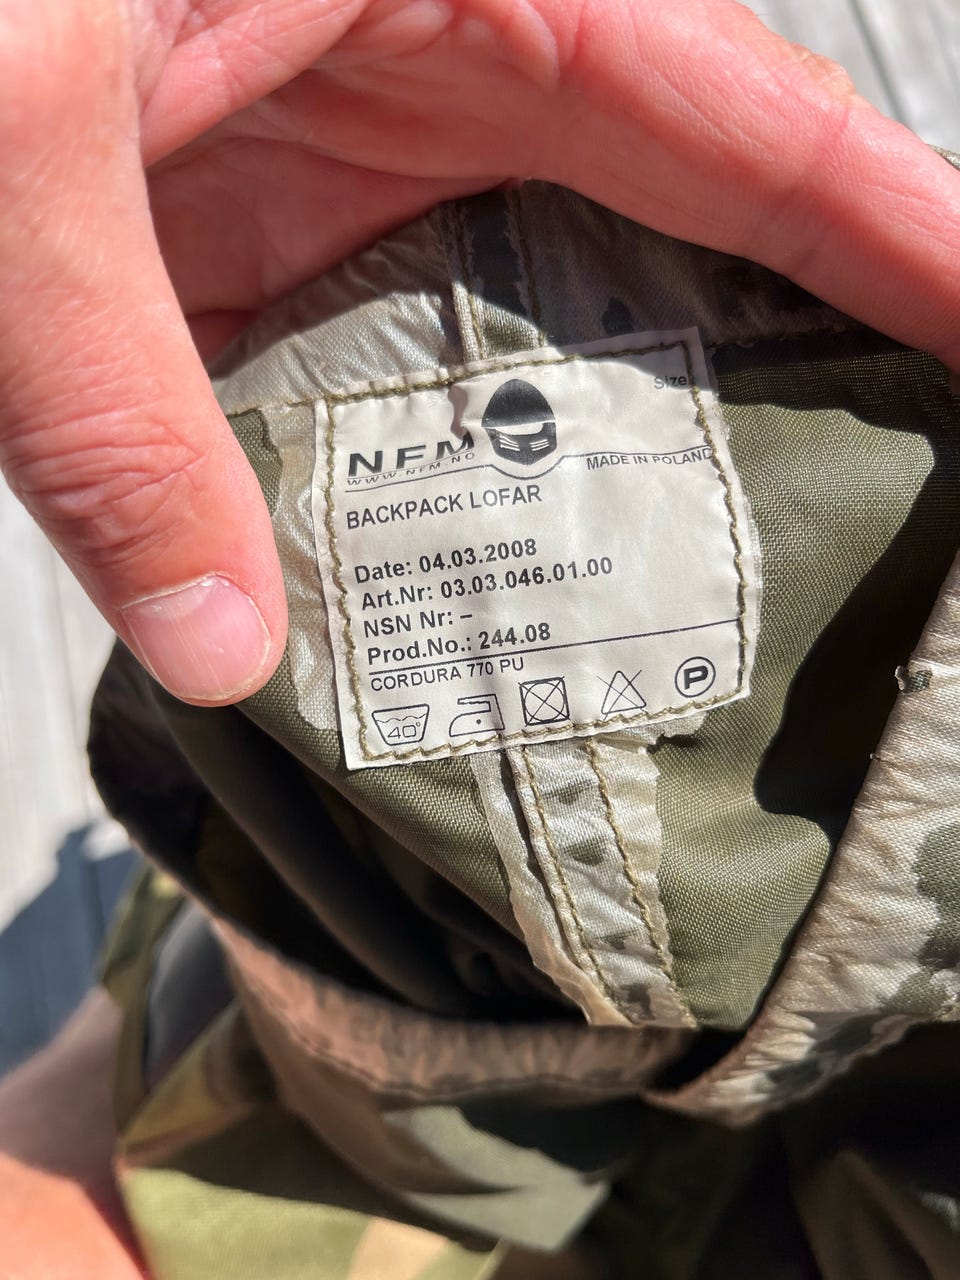 Size:
NFM
WWW.NFM.NO
MADE IN POLAND
BACKPACK LOFAR
Date: 04.03.2008
Art.Nr: 03.03.046.01.00
NSN Nr: –
Prod.No.: 244.08
CORDURA 770 PU
40°
P